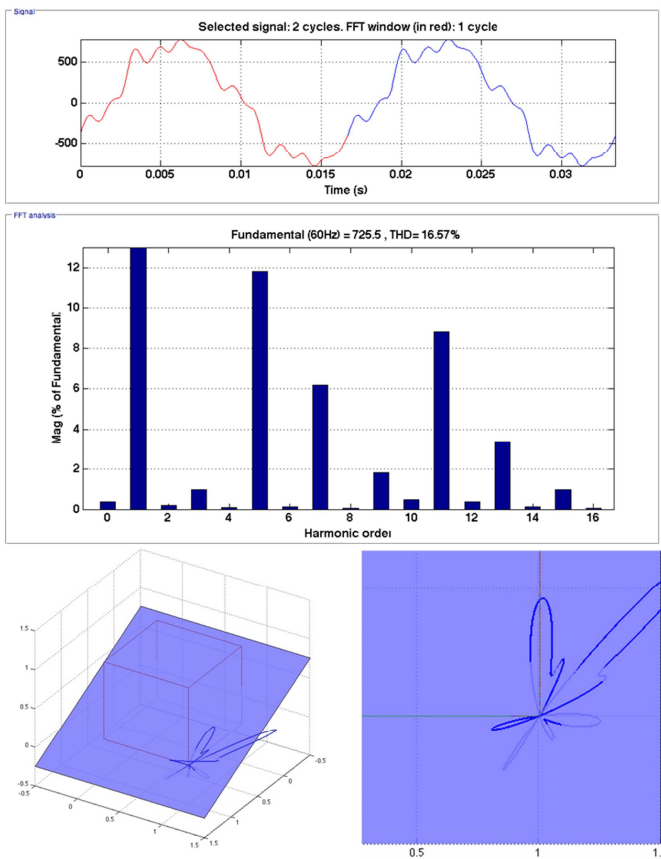 Signal
Selected signal: 2 cycles. FFT window (in red): 1 cycle
500
0
-500
0 0.005 0.01 0.015 0.02 0.025 0.03
Time (s)
FFT analysis
Fundamental (60Hz) = 725.5 , THD= 16.57%
12
10
8
6
4
2
0
Mag (% of Fundamental)
0 2 4 6 8 10 12 14 16
Harmonic order
1.5
1
0.5
0
-0.5
-0.5
0
0.5
1
1.5
1.5
1
0.5
0
-0.5
0.5 1 1.